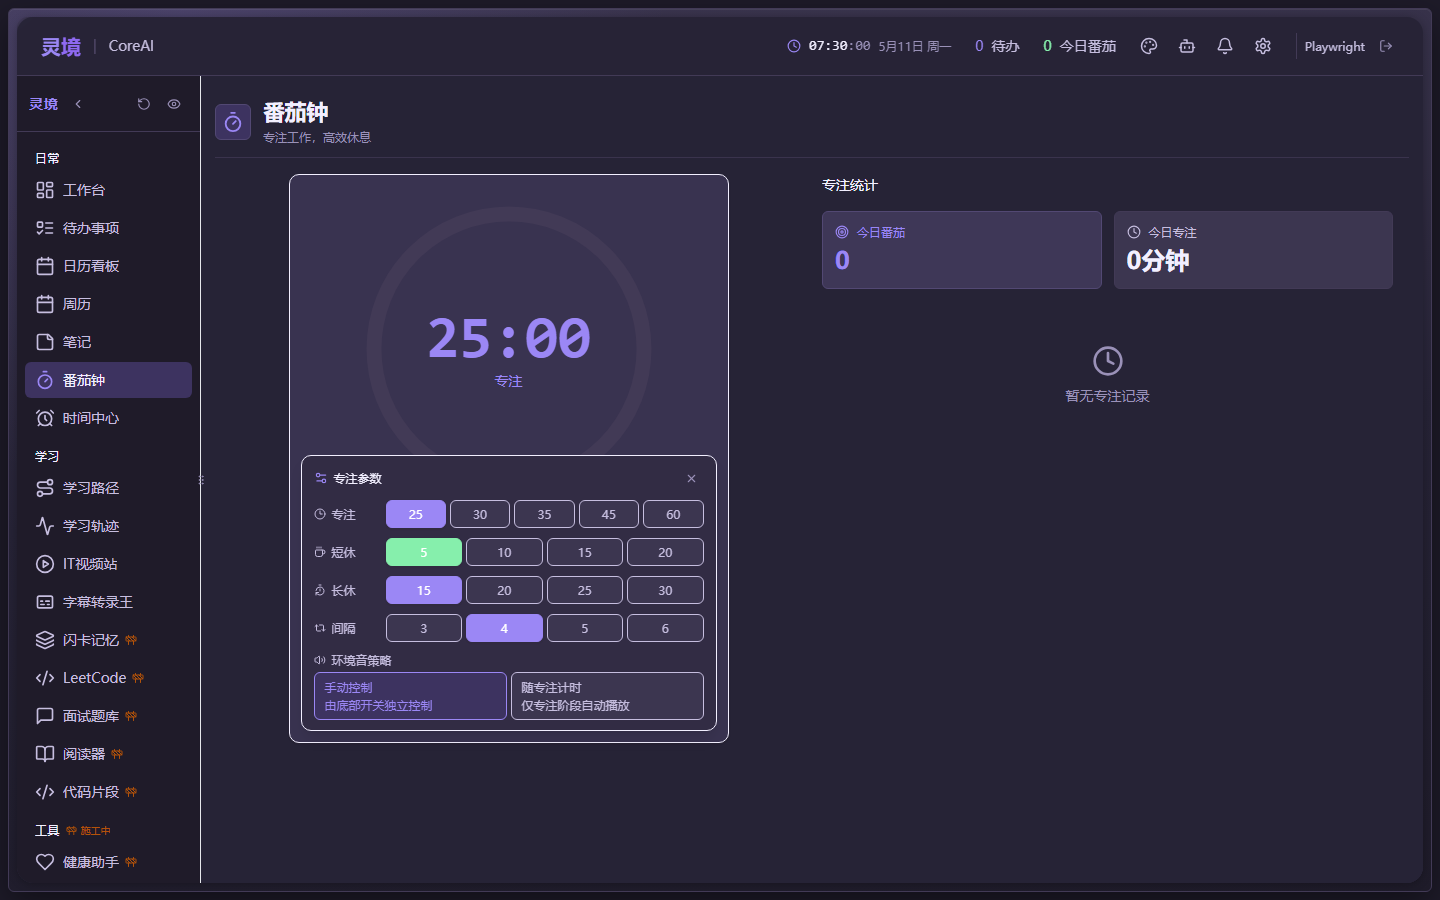 灵境 | CoreAI
07:30:00 5月11日 周一 0 待办 0 今日番茄 Playwright
灵境
日常
工作台
待办事项
日历看板
周历
笔记
番茄钟
时间中心
学习
学习路径
学习轨迹
IT视频站
字幕转录王
闪卡记忆
LeetCode
面试题库
阅读器
代码片段
工具 施工中
健康助手
番茄钟
专注工作，高效休息
25:00
专注
专注参数
专注 25 30 35 45 60
短休 5 10 15 20
长休 15 20 25 30
间隔 3 4 5 6
环境音策略
手动控制
由底部开关独立控制
随专注计时
仅专注阶段自动播放
专注统计
今日番茄
0
今日专注
0分钟
暂无专注记录